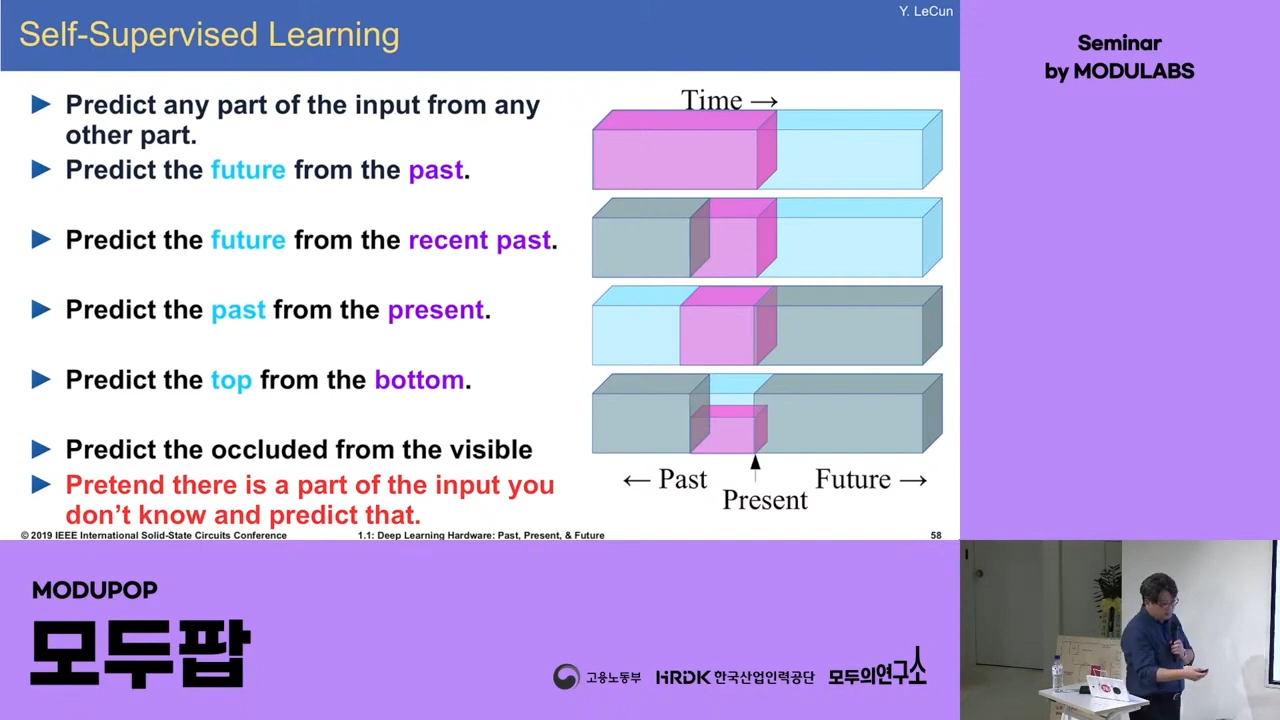 Self-Supervised Learning
Y. LeCun
Predict any part of the input from any
other part.
Predict the future from the past.
Predict the future from the recent past.
Predict the past from the present.
Predict the top from the bottom.
Predict the occluded from the visible
Pretend there is a part of the input you
don't know and predict that.
Time →
← Past
Present
Future →
© 2019 IEEE International Solid-State Circuits Conference
1.1: Deep Learning Hardware: Past, Present, & Future
58
Seminar
by MODULABS
MODUPOP
모두팝
고용노동부
HRDK 한국산업인력공단
모두의연구소